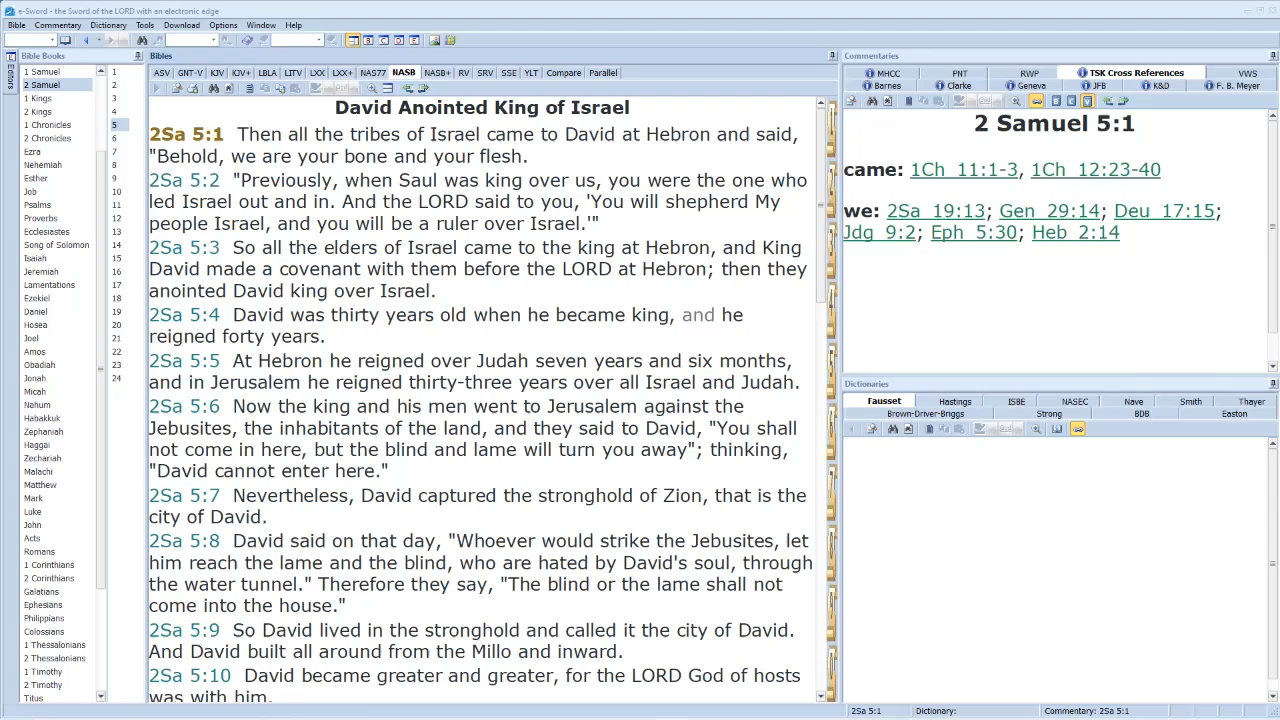 e-Sword - the Sword of the LORD with an electronic edge
Bible Commentary Dictionary Tools Download Options Window Help
Editors
Bible Books
1 Samuel
2 Samuel
1 Kings
2 Kings
1 Chronicles
2 Chronicles
Ezra
Nehemiah
Esther
Job
Psalms
Proverbs
Ecclesiastes
Song of Solomon
Isaiah
Jeremiah
Lamentations
Ezekiel
Daniel
Hosea
Joel
Amos
Obadiah
Jonah
Micah
Nahum
Habakkuk
Zephaniah
Haggai
Zechariah
Malachi
Matthew
Mark
Luke
John
Acts
Romans
1 Corinthians
2 Corinthians
Galatians
Ephesians
Philippians
Colossians
1 Thessalonians
2 Thessalonians
1 Timothy
2 Timothy
Titus
1
2
3
4
5
6
7
8
9
10
11
12
13
14
15
16
17
18
19
20
21
22
23
24
Bibles
ASV GNT-V KJV KJV+ LBLA LITV LXX LXX+ NAS77 NASB NASB+ RV SRV SSE YLT Compare Parallel
David Anointed King of Israel
2Sa 5:1 Then all the tribes of Israel came to David at Hebron and said,
"Behold, we are your bone and your flesh.
2Sa 5:2 "Previously, when Saul was king over us, you were the one who
led Israel out and in. And the LORD said to you, 'You will shepherd My
people Israel, and you will be a ruler over Israel.'"
2Sa 5:3 So all the elders of Israel came to the king at Hebron, and King
David made a covenant with them before the LORD at Hebron; then they
anointed David king over Israel.
2Sa 5:4 David was thirty years old when he became king, and he
reigned forty years.
2Sa 5:5 At Hebron he reigned over Judah seven years and six months,
and in Jerusalem he reigned thirty-three years over all Israel and Judah.
2Sa 5:6 Now the king and his men went to Jerusalem against the
Jebusites, the inhabitants of the land, and they said to David, "You shall
not come in here, but the blind and lame will turn you away"; thinking,
"David cannot enter here."
2Sa 5:7 Nevertheless, David captured the stronghold of Zion, that is the
city of David.
2Sa 5:8 David said on that day, "Whoever would strike the Jebusites, let
him reach the lame and the blind, who are hated by David's soul, through
the water tunnel." Therefore they say, "The blind or the lame shall not
come into the house."
2Sa 5:9 So David lived in the stronghold and called it the city of David.
And David built all around from the Millo and inward.
2Sa 5:10 David became greater and greater, for the LORD God of hosts
was with him.
Commentaries
MHCC PNT RWP TSK Cross References VWS
Barnes Clarke Geneva JFB K&D F. B. Meyer
2 Samuel 5:1
came: 1Ch 11:1-3, 1Ch 12:23-40
we: 2Sa 19:13; Gen 29:14; Deu 17:15;
Jdg 9:2; Eph 5:30; Heb 2:14
Dictionaries
Fausset Hastings ISBE NASEC Nave Smith Thayer
Brown-Driver-Briggs Strong BDB Easton
2Sa 5:1 Dictionary: Commentary: 2Sa 5:1